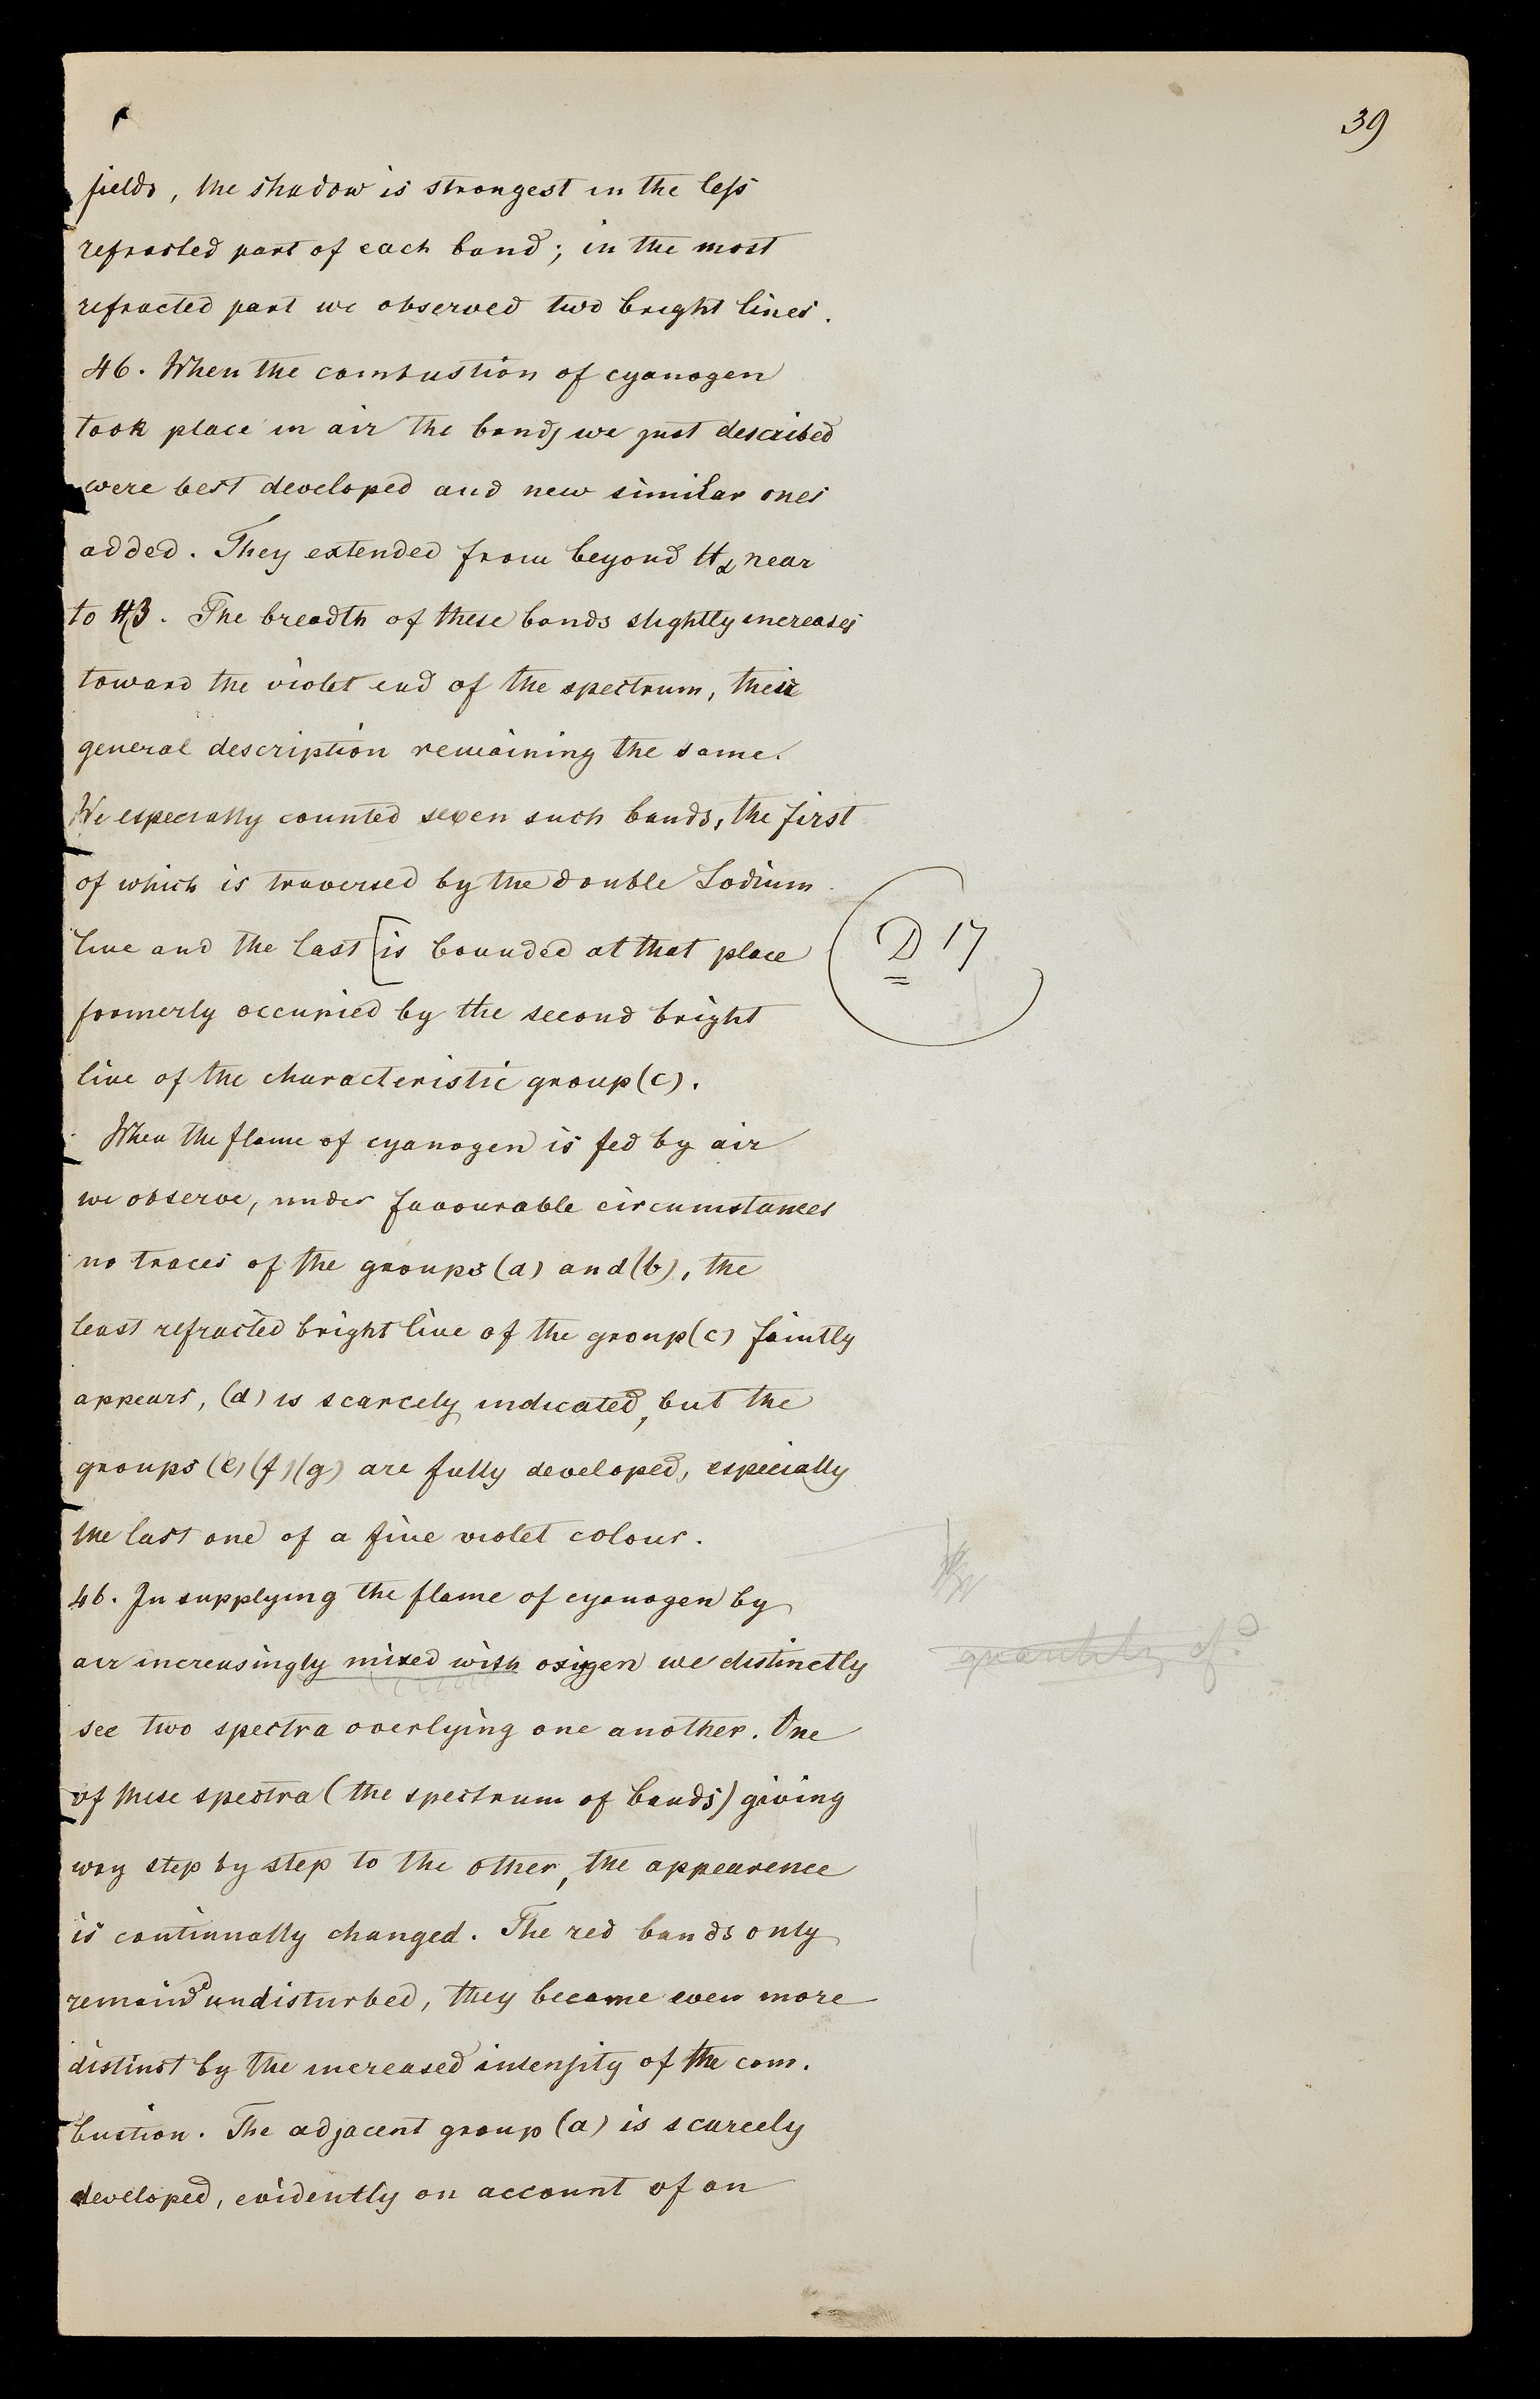 39
fields, the shadow is strongest in the less
refracted part of each band; in the most
refracted part we observed two bright lines.
46. When the combustion of cyanogen
took place in air the bands we just described
were best developed and new similar ones
added. They extended from beyond Hα near
to Hβ. The breadth of these bands slightly increases
toward the violet end of the spectrum, their
general description remaining the same.
We especially counted seven such bands, the first
of which is traversed by the double Sodium
line and the last [is bounded at that place
D 17
formerly occupied by the second bright
line of the characteristic group (c).
When the flame of cyanogen is fed by air
we observe, under favourable circumstances
no traces of the groups (a) and (b), the
least refracted bright line of the group (c) faintly
appears, (d) is scarcely indicated, but the
groups (e) (f) (g) are fully developed, especially
the last one of a fine violet colour.
46. In supplying the flame of cyanogen by
air increasingly mixed with oxigen we distinctly
quantity of
see two spectra overlying one another. One
of these spectra (the spectrum of bands) giving
way step by step to the other, the appearence
is continually changed. The red bands only
remain undisturbed, they become even more
distinct by the increased intensity of the com-
bustion. The adjacent group (a) is scarcely
developed, evidently on account of an